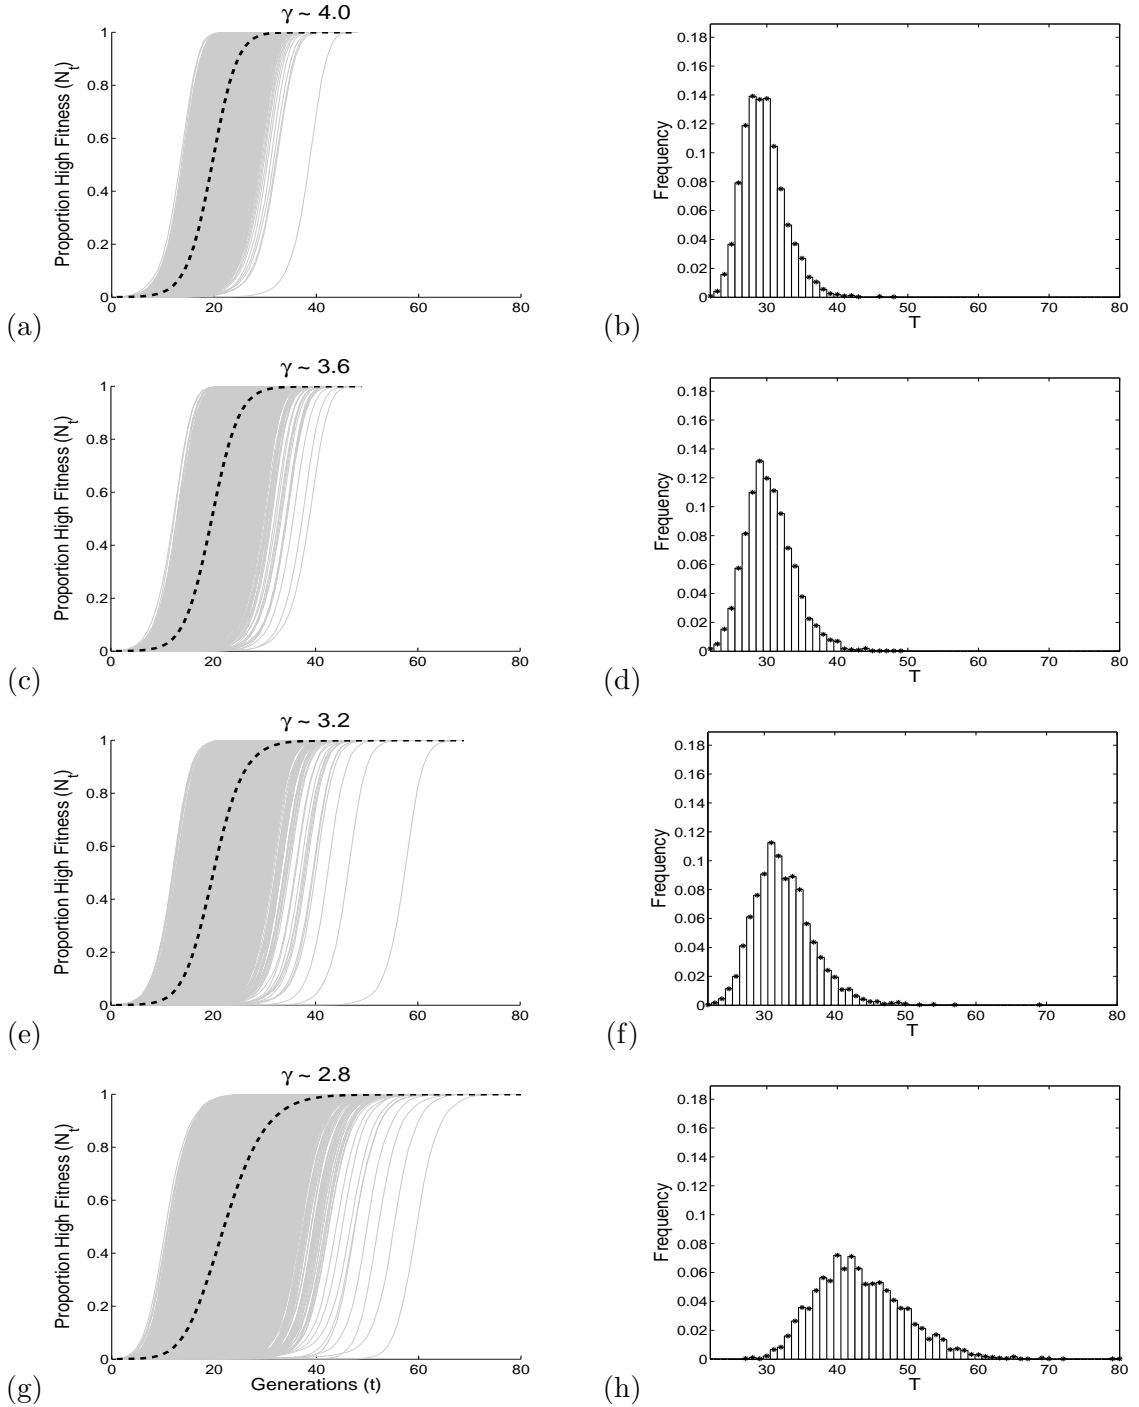 γ ~ 4.0
Proportion High Fitness (N_t)
1
0.8
0.6
0.4
0.2
0
0 20 40 60 80
(a)
Frequency
0.18
0.16
0.14
0.12
0.1
0.08
0.06
0.04
0.02
0
30 40 50 60 70 80
T
(b)
γ ~ 3.6
Proportion High Fitness (N_t)
1
0.8
0.6
0.4
0.2
0
0 20 40 60 80
(c)
Frequency
0.18
0.16
0.14
0.12
0.1
0.08
0.06
0.04
0.02
0
30 40 50 60 70 80
T
(d)
γ ~ 3.2
Proportion High Fitness (N_t)
1
0.8
0.6
0.4
0.2
0
0 20 40 60 80
(e)
Frequency
0.18
0.16
0.14
0.12
0.1
0.08
0.06
0.04
0.02
0
30 40 50 60 70 80
T
(f)
γ ~ 2.8
Proportion High Fitness (N_t)
1
0.8
0.6
0.4
0.2
0
0 20 40 60 80
Generations (t)
(g)
Frequency
0.18
0.16
0.14
0.12
0.1
0.08
0.06
0.04
0.02
0
30 40 50 60 70 80
T
(h)